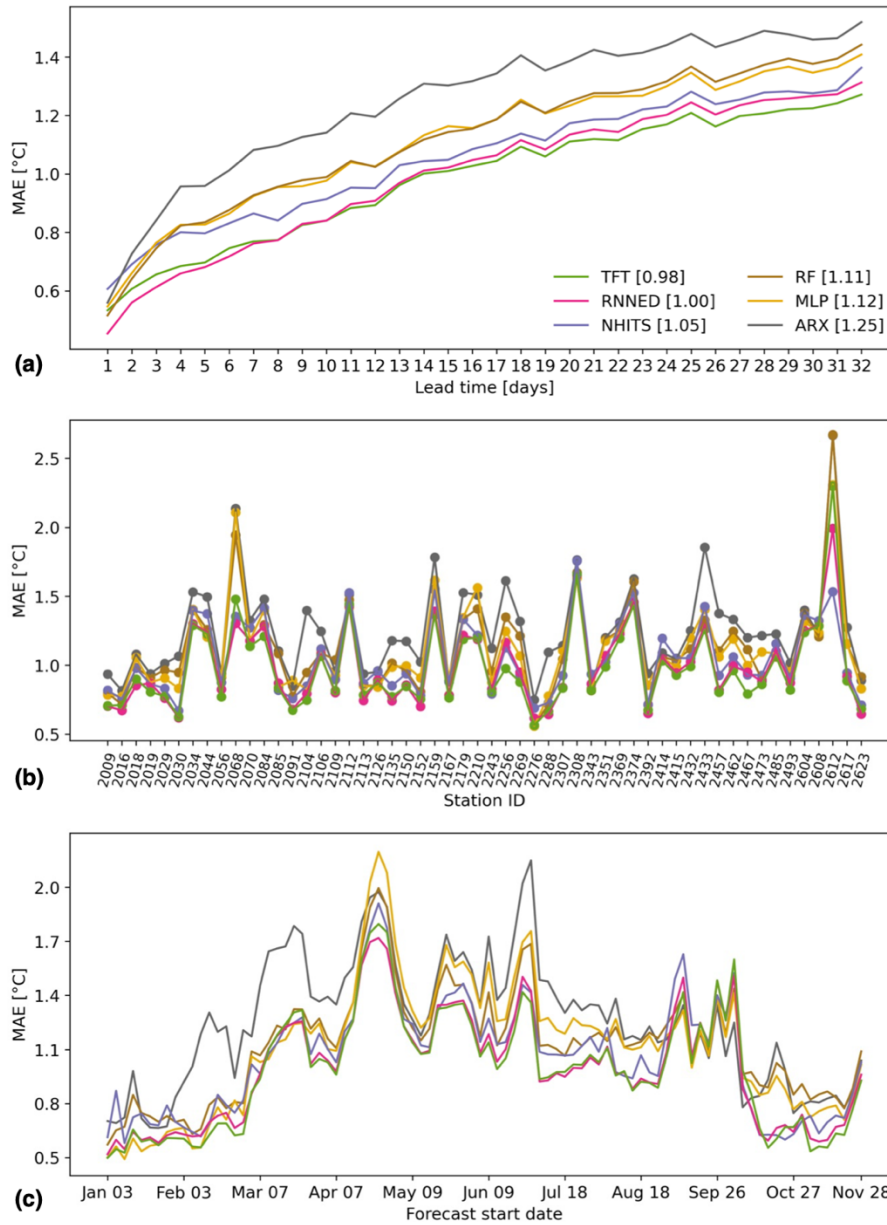 MAE [°C]
1.4
1.2
1.0
0.8
0.6
TFT [0.98]
RNNED [1.00]
NHITS [1.05]
RF [1.11]
MLP [1.12]
ARX [1.25]
(a)
1 2 3 4 5 6 7 8 9 10 11 12 13 14 15 16 17 18 19 20 21 22 23 24 25 26 27 28 29 30 31 32
Lead time [days]
MAE [°C]
2.5
2.0
1.5
1.0
0.5
(b)
2009 2016 2018 2019 2029 2030 2034 2044 2056 2068 2070 2084 2085 2091 2104 2106 2109 2112 2113 2126 2135 2150 2152 2159 2167 2179 2210 2243 2256 2269 2276 2288 2307 2308 2343 2351 2369 2374 2392 2414 2415 2432 2433 2457 2462 2467 2473 2485 2493 2604 2608 2612 2617 2623
Station ID
MAE [°C]
2.0
1.7
1.4
1.1
0.8
0.5
(c)
Jan 03 Feb 03 Mar 07 Apr 07 May 09 Jun 09 Jul 18 Aug 18 Sep 26 Oct 27 Nov 28
Forecast start date